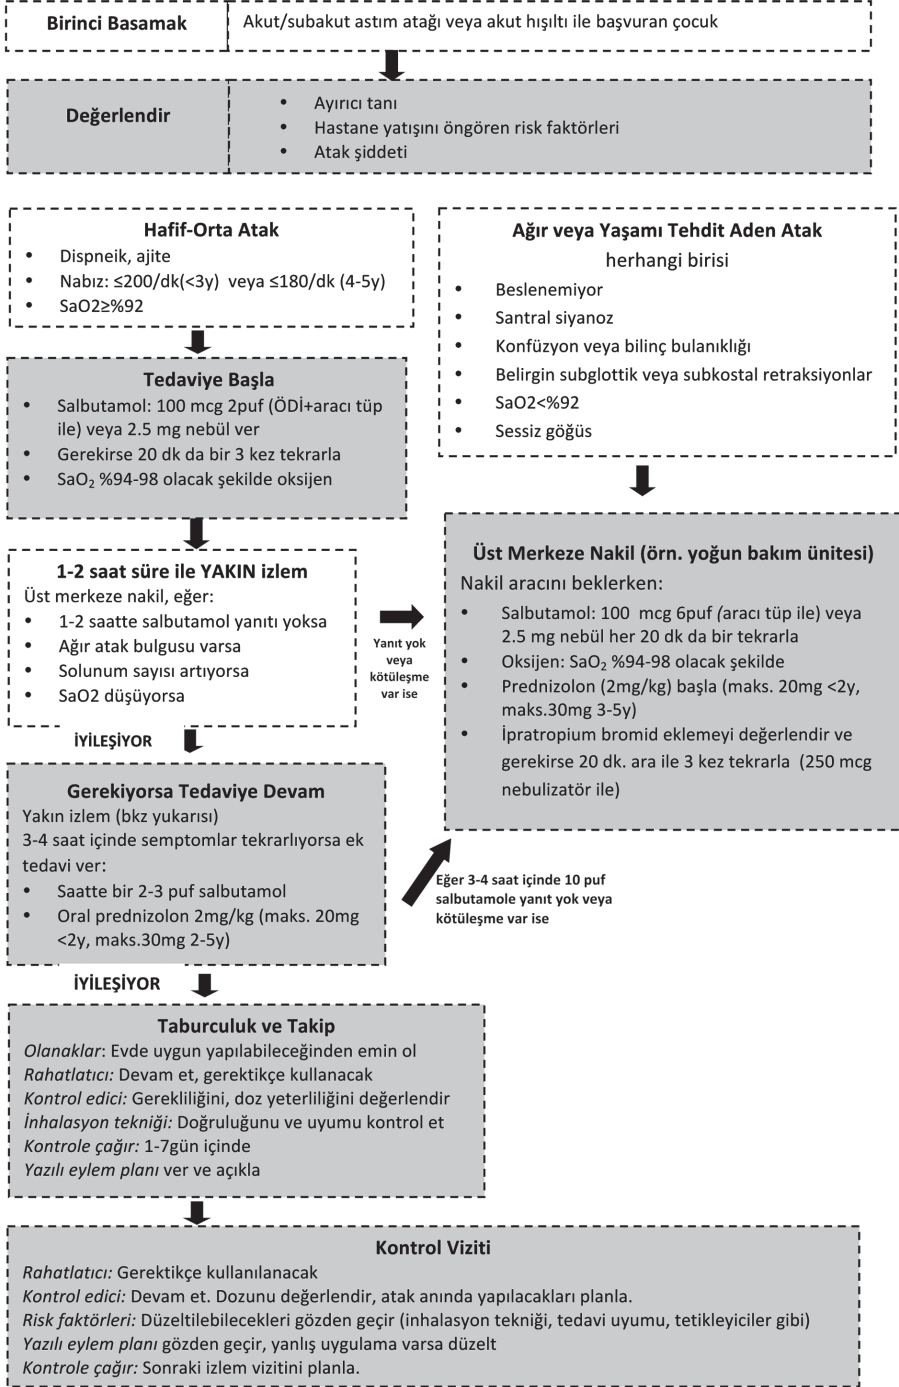 Birinci Basamak
Akut/subakut astım atağı veya akut hışıltı ile başvuran çocuk
Değerlendir
• Ayırıcı tanı
• Hastane yatışını öngören risk faktörleri
• Atak şiddeti
Hafif-Orta Atak
• Dispneik, ajite
• Nabız: ≤200/dk(<3y) veya ≤180/dk (4-5y)
• SaO2≥%92
Ağır veya Yaşamı Tehdit Aden Atak
herhangi birisi
• Beslenemiyor
• Santral siyanoz
• Konfüzyon veya bilinç bulanıklığı
• Belirgin subglottik veya subkostal retraksiyonlar
• SaO2<%92
• Sessiz göğüs
Tedaviye Başla
• Salbutamol: 100 mcg 2puf (ÖDİ+aracı tüp
ile) veya 2.5 mg nebül ver
• Gerekirse 20 dk da bir 3 kez tekrarla
• SaO₂ %94-98 olacak şekilde oksijen
1-2 saat süre ile YAKIN izlem
Üst merkeze nakil, eğer:
• 1-2 saatte salbutamol yanıtı yoksa
• Ağır atak bulgusu varsa
• Solunum sayısı artıyorsa
• SaO2 düşüyorsa
Yanıt yok
veya
kötüleşme
var ise
Üst Merkeze Nakil (örn. yoğun bakım ünitesi)
Nakil aracını beklerken:
• Salbutamol: 100 mcg 6puf (aracı tüp ile) veya
2.5 mg nebül her 20 dk da bir tekrarla
• Oksijen: SaO₂ %94-98 olacak şekilde
• Prednizolon (2mg/kg) başla (maks. 20mg <2y,
maks.30mg 3-5y)
• İpratropium bromid eklemeyi değerlendir ve
gerekirse 20 dk. ara ile 3 kez tekrarla (250 mcg
nebulizatör ile)
İYİLEŞİYOR
Gerekiyorsa Tedaviye Devam
Yakın izlem (bkz yukarısı)
3-4 saat içinde semptomlar tekrarlıyorsa ek
tedavi ver:
• Saatte bir 2-3 puf salbutamol
• Oral prednizolon 2mg/kg (maks. 20mg
<2y, maks.30mg 2-5y)
Eğer 3-4 saat içinde 10 puf
salbutamole yanıt yok veya
kötüleşme var ise
İYİLEŞİYOR
Taburculuk ve Takip
Olanaklar: Evde uygun yapılabileceğinden emin ol
Rahatlatıcı: Devam et, gerektikçe kullanacak
Kontrol edici: Gerekliliğini, doz yeterliliğini değerlendir
İnhalasyon tekniği: Doğruluğunu ve uyumu kontrol et
Kontrole çağır: 1-7gün içinde
Yazılı eylem planı ver ve açıkla
Kontrol Viziti
Rahatlatıcı: Gerektikçe kullanılanacak
Kontrol edici: Devam et. Dozunu değerlendir, atak anında yapılacakları planla.
Risk faktörleri: Düzeltilebilecekleri gözden geçir (inhalasyon tekniği, tedavi uyumu, tetikleyiciler gibi)
Yazılı eylem planı gözden geçir, yanlış uygulama varsa düzelt
Kontrole çağır: Sonraki izlem vizitini planla.